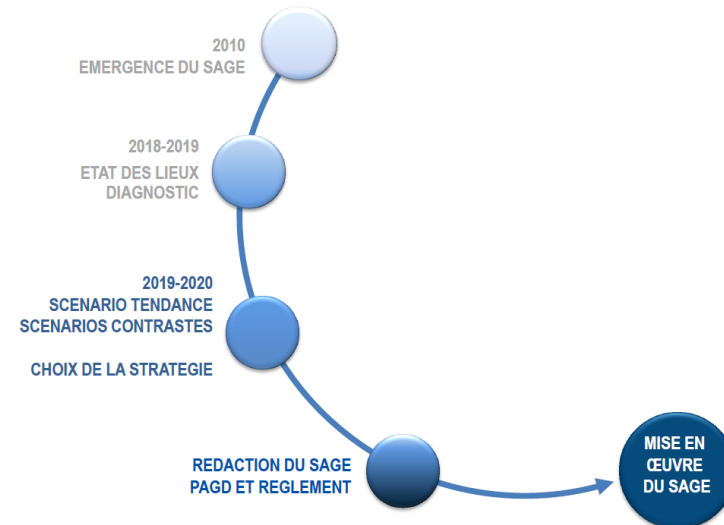 2010
EMERGENCE DU SAGE
2018-2019
ETAT DES LIEUX
DIAGNOSTIC
2019-2020
SCENARIO TENDANCE
SCENARIOS CONTRASTES
CHOIX DE LA STRATEGIE
REDACTION DU SAGE
PAGD ET REGLEMENT
MISE EN
ŒUVRE
DU SAGE